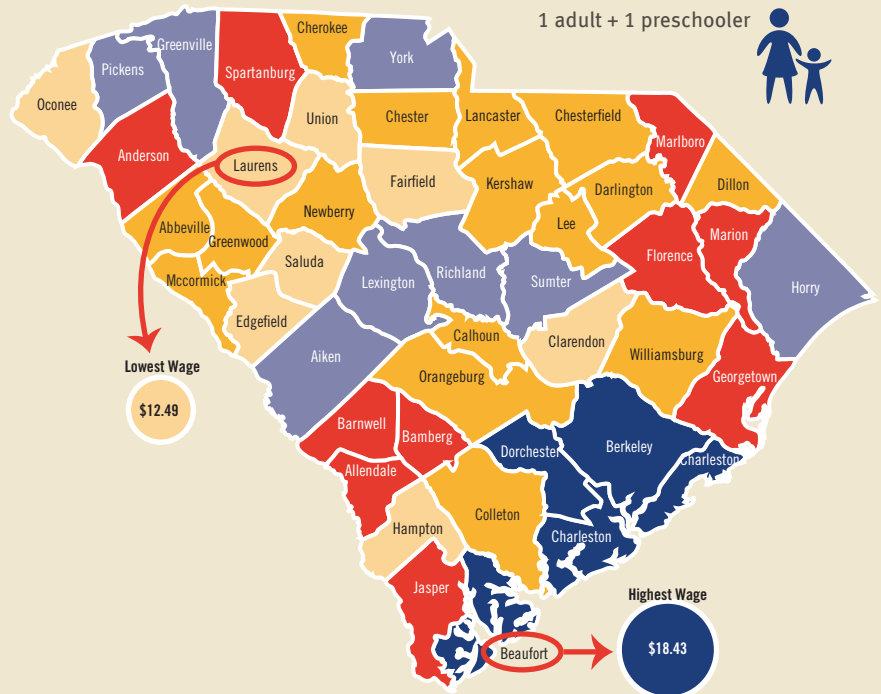 1 adult + 1 preschooler
Cherokee
Greenville
York
Pickens
Spartanburg
Oconee
Union
Chester
Lancaster
Chesterfield
Marlboro
Anderson
Laurens
Fairfield
Kershaw
Darlington
Dillon
Newberry
Abbeville
Greenwood
Lee
Marion
Florence
Saluda
Richland
Mccormick
Lexington
Sumter
Horry
Edgefield
Calhoun
Clarendon
Williamsburg
Aiken
Lowest Wage
Orangeburg
Georgetown
$12.49
Barnwell
Bamberg
Dorchester
Berkeley
Charleston
Allendale
Colleton
Hampton
Charleston
Jasper
Highest Wage
Beaufort
$18.43